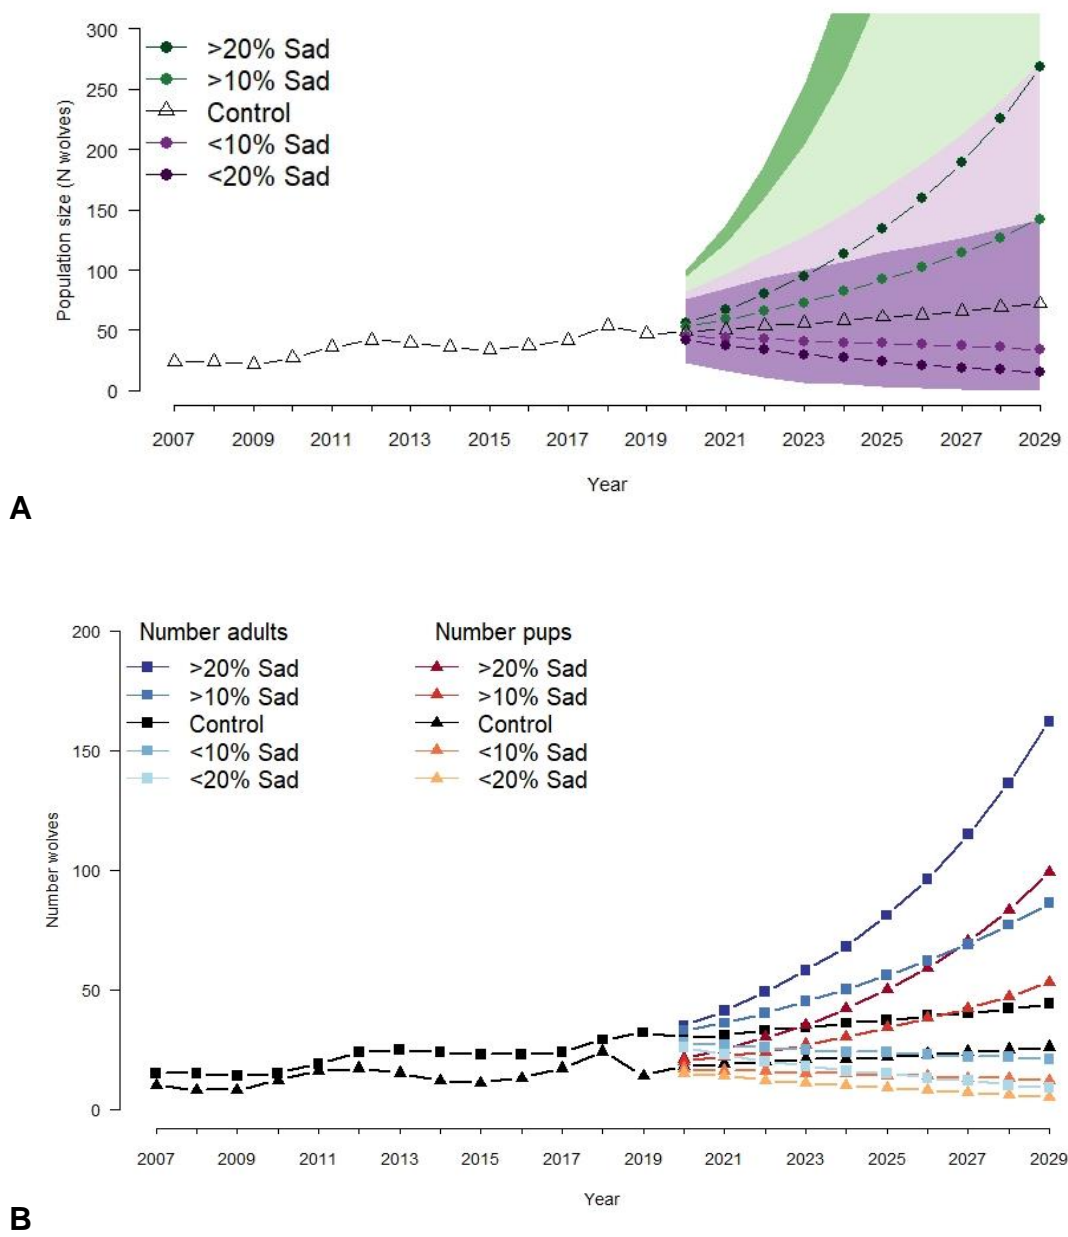 300
250
200
150
100
50
0
Population size (N wolves)
>20% Sad
>10% Sad
Control
<10% Sad
<20% Sad
2007 2009 2011 2013 2015 2017 2019 2021 2023 2025 2027 2029
Year
A
200
150
100
50
0
Number wolves
Number adults
>20% Sad
>10% Sad
Control
<10% Sad
<20% Sad
Number pups
>20% Sad
>10% Sad
Control
<10% Sad
<20% Sad
2007 2009 2011 2013 2015 2017 2019 2021 2023 2025 2027 2029
Year
B